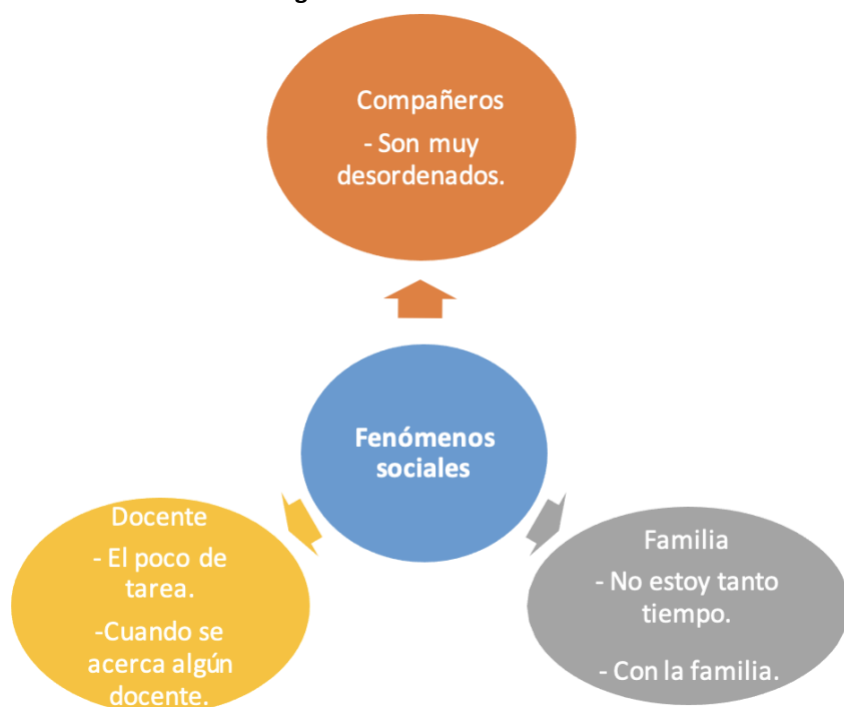 Compañeros
- Son muy
desordenados.
Fenómenos
sociales
Docente
- El poco de
tarea.
-Cuando se
acerca algún
docente.
Familia
- No estoy tanto
tiempo.
- Con la familia.